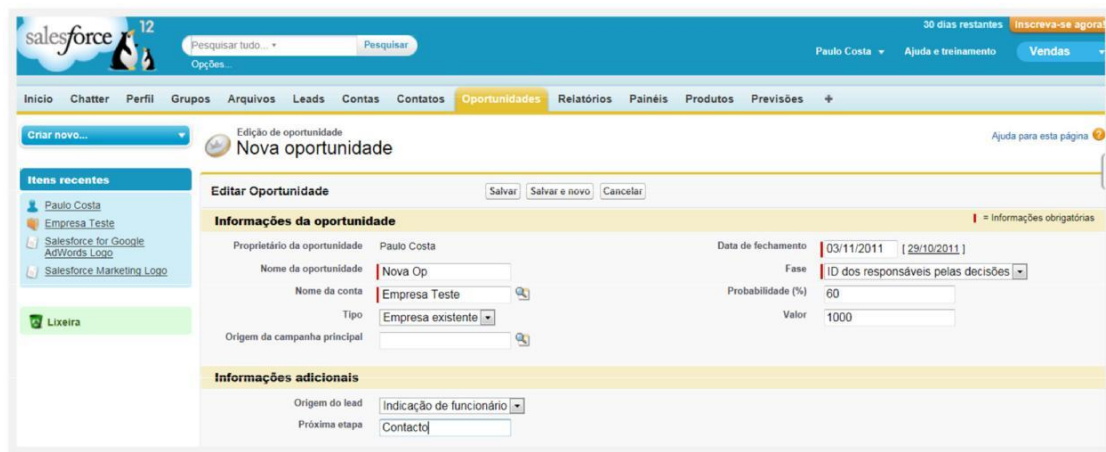 salesforce 12
30 dias restantes Inscreva-se agora!
Pesquisar tudo... Pesquisar
Opções...
Paulo Costa Ajuda e treinamento Vendas
Início Chatter Perfil Grupos Arquivos Leads Contas Contatos Oportunidades Relatórios Painéis Produtos Previsões +
Criar novo...
Itens recentes
Paulo Costa
Empresa Teste
Salesforce for Google
AdWords Logo
Salesforce Marketing Logo
Lixeira
Edição de oportunidade
Nova oportunidade
Ajuda para esta página ?
Editar Oportunidade Salvar Salvar e novo Cancelar
Informações da oportunidade = Informações obrigatórias
Proprietário da oportunidade Paulo Costa Data de fechamento 03/11/2011 [ 29/10/2011 ]
Nome da oportunidade Nova Op Fase ID dos responsáveis pelas decisões
Nome da conta Empresa Teste Probabilidade (%) 60
Tipo Empresa existente Valor 1000
Origem da campanha principal
Informações adicionais
Origem do lead Indicação de funcionário
Próxima etapa Contacto